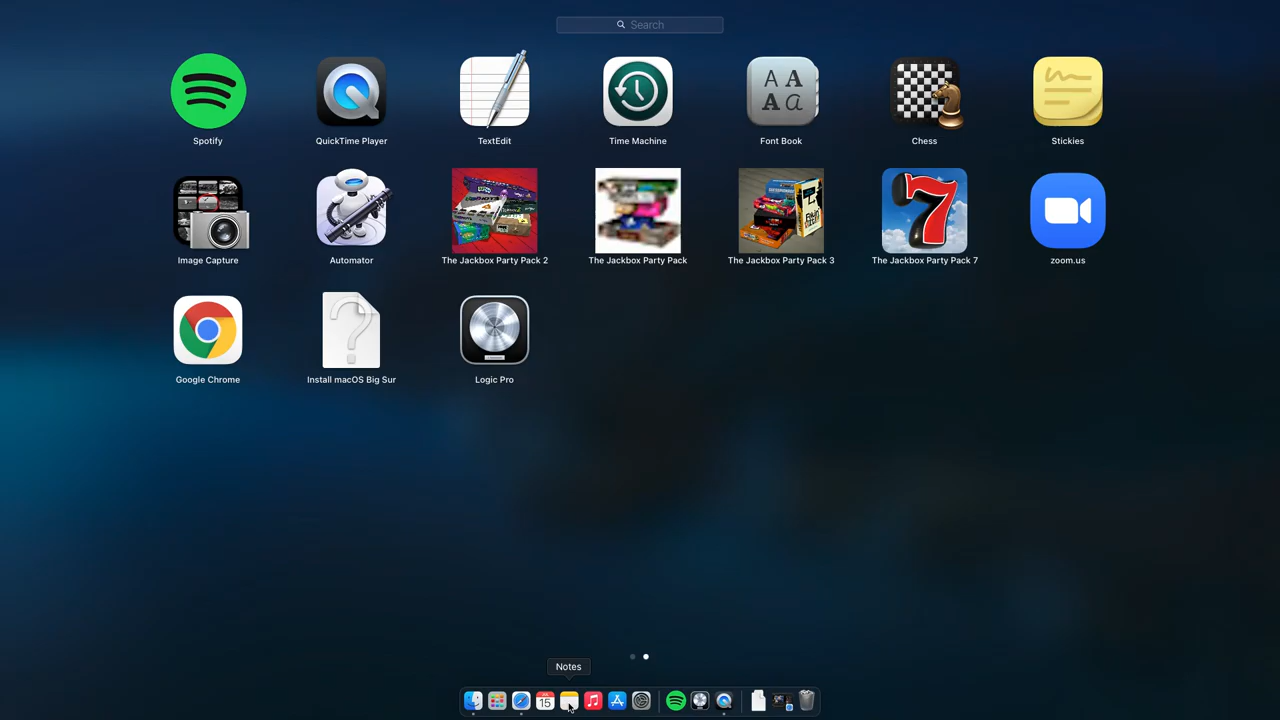 Search
Spotify
QuickTime Player
TextEdit
Time Machine
Font Book
Chess
Stickies
Image Capture
Automator
The Jackbox Party Pack 2
The Jackbox Party Pack
The Jackbox Party Pack 3
The Jackbox Party Pack 7
zoom.us
Google Chrome
Install macOS Big Sur
Logic Pro
Notes
15